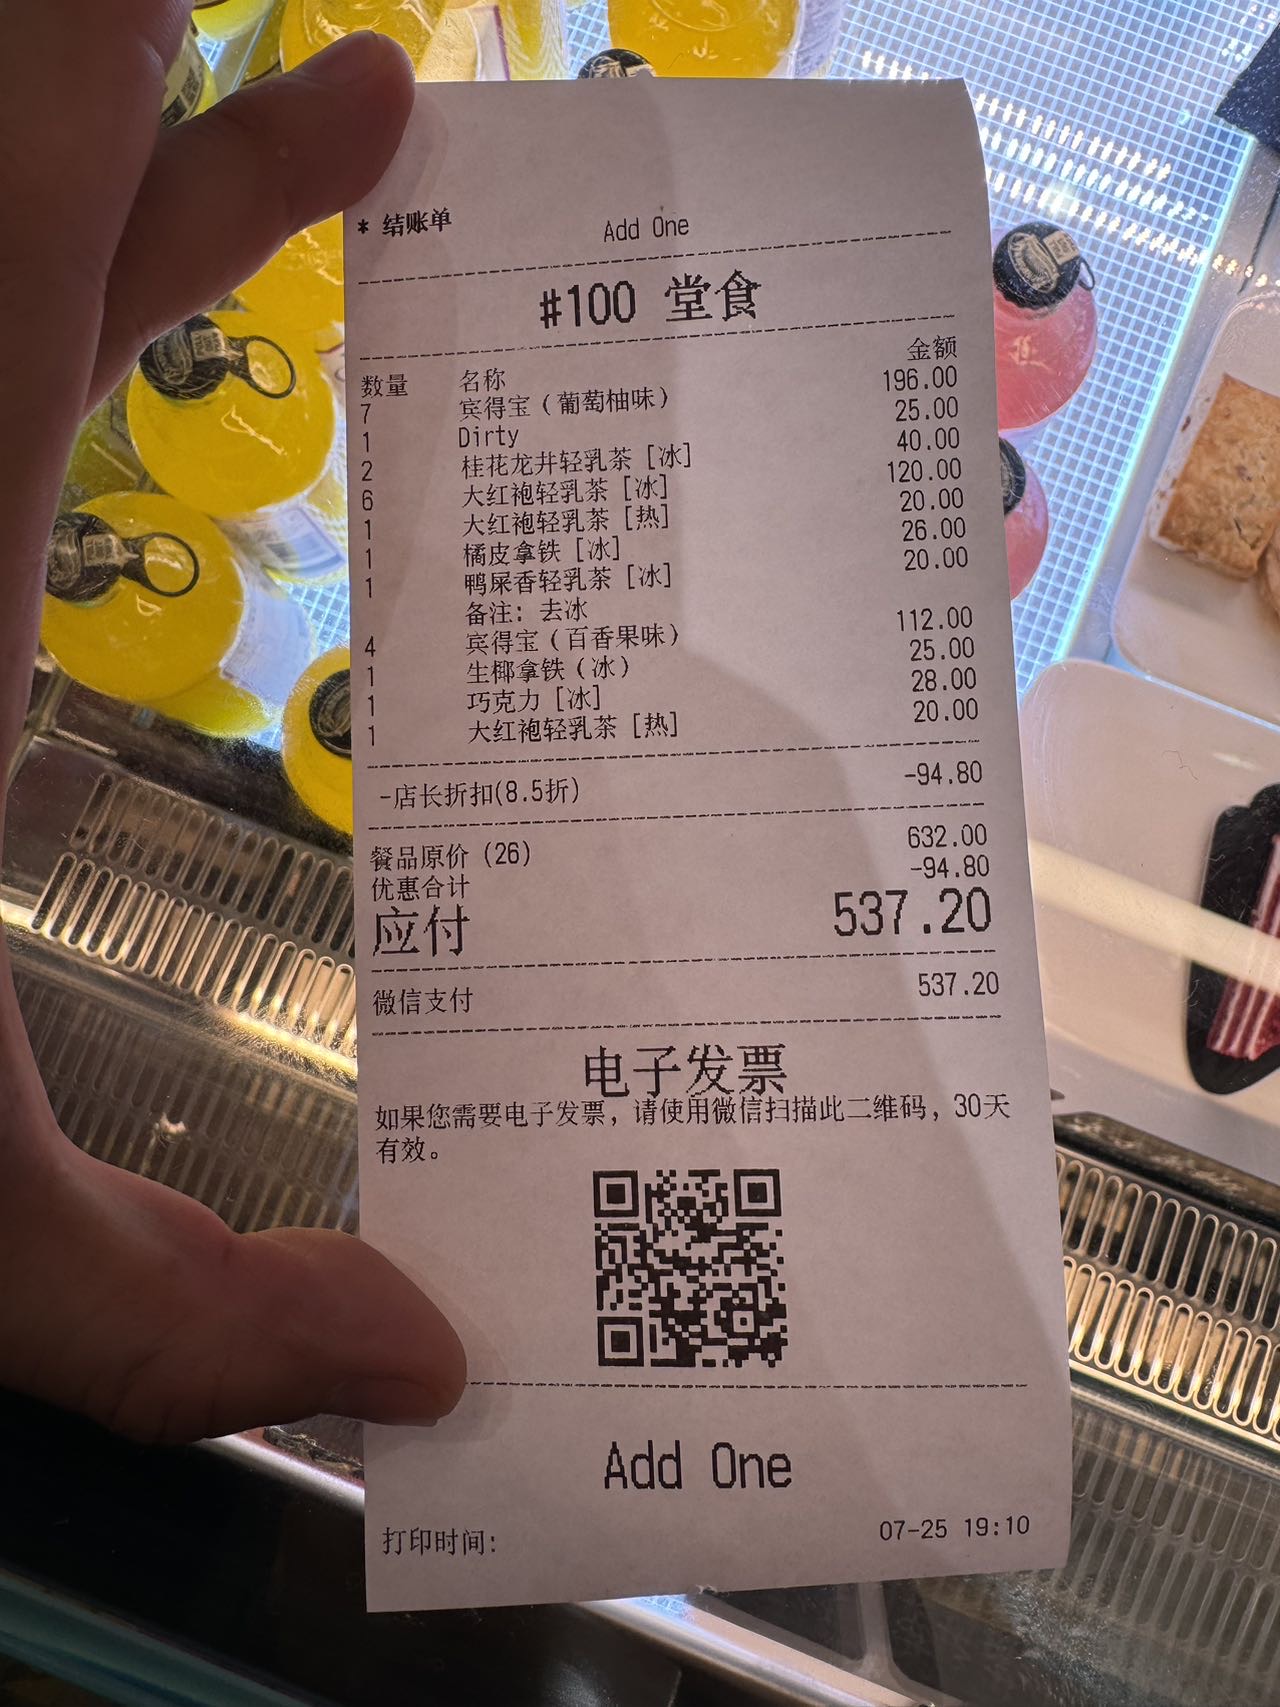 * 结账单 Add One
#100 堂食
数量 名称 金额
7 宾得宝（葡萄柚味） 196.00
1 Dirty 25.00
2 桂花龙井轻乳茶［冰］ 40.00
6 大红袍轻乳茶［冰］ 120.00
1 大红袍轻乳茶［热］ 20.00
1 橘皮拿铁［冰］ 26.00
1 鸭屎香轻乳茶［冰］ 20.00
备注: 去冰
4 宾得宝（百香果味） 112.00
1 生椰拿铁（冰） 25.00
1 巧克力［冰］ 28.00
1 大红袍轻乳茶［热］ 20.00
-店长折扣(8.5折) -94.80
餐品原价 (26) 632.00
优惠合计 -94.80
应付 537.20
微信支付 537.20
电子发票
如果您需要电子发票，请使用微信扫描此二维码，30天
有效。
Add One
打印时间: 07-25 19:10